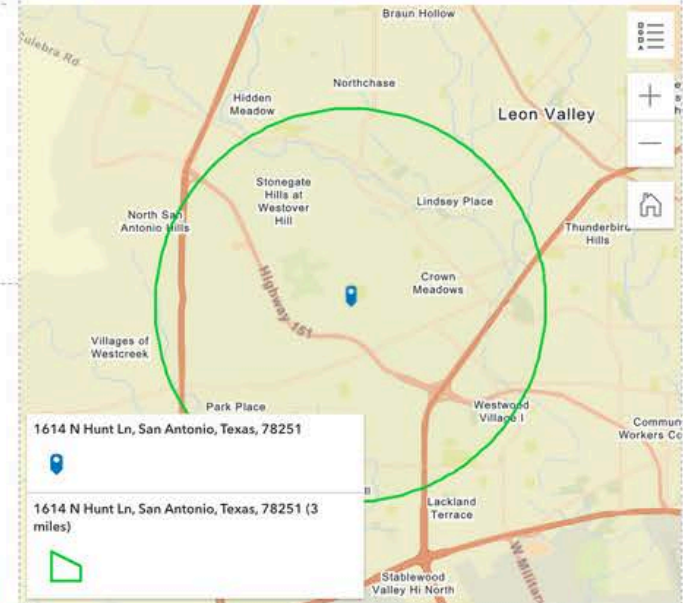 Braun Hollow
Culebra Rd
Northchase
Hidden
Meadow
Leon Valley
Stonegate
Hills at
Westover
Hill
Lindsey Place
North San
Antonio Hills
Thunderbird
Hills
Highway 151
Crown
Meadows
Villages of
Westcreek
Park Place
Westwood
Village I
Commun
Workers Co
1614 N Hunt Ln, San Antonio, Texas, 78251
1614 N Hunt Ln, San Antonio, Texas, 78251 (3
miles)
Lackland
Terrace
W Militar
Stablewood
Valley Hi North